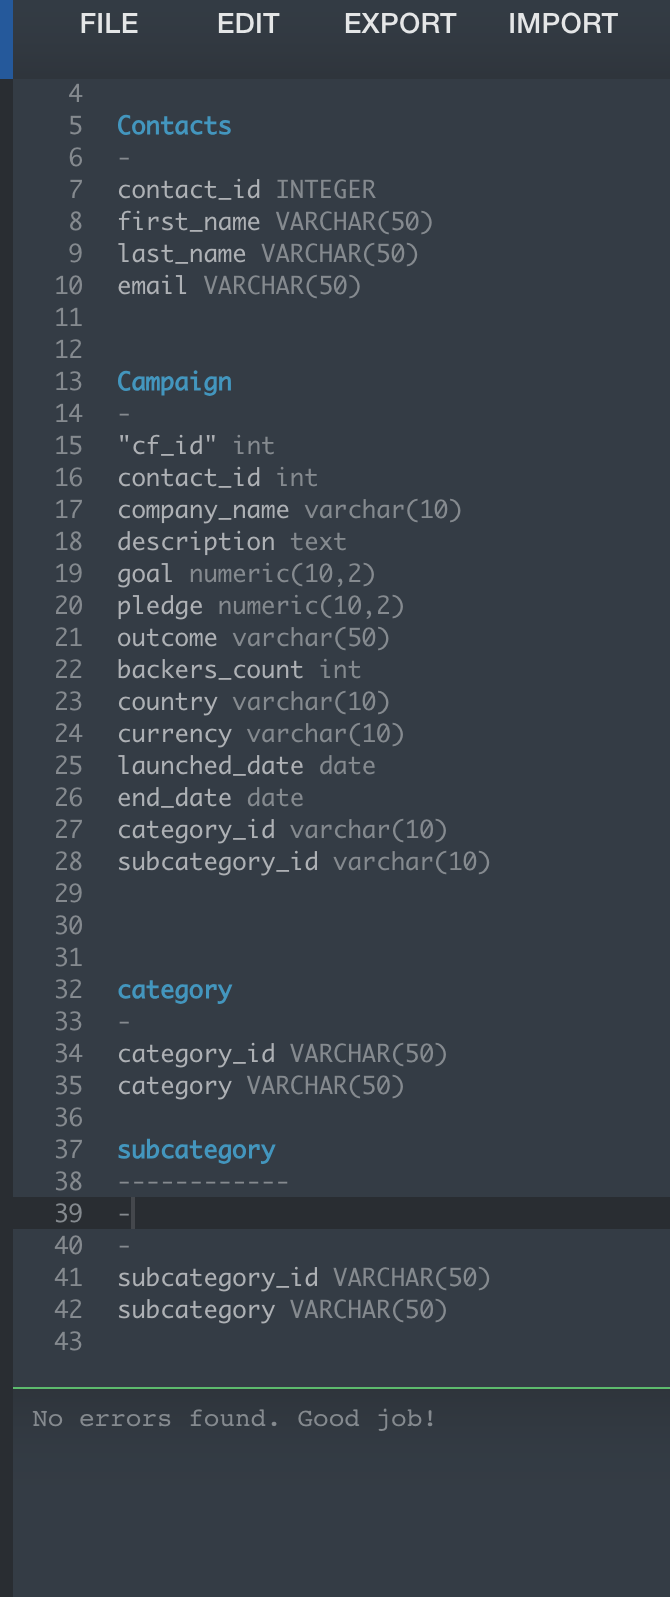 FILE EDIT EXPORT IMPORT
4
5 Contacts
6 -
7 contact_id INTEGER
8 first_name VARCHAR(50)
9 last_name VARCHAR(50)
10 email VARCHAR(50)
11
12
13 Campaign
14 -
15 "cf_id" int
16 contact_id int
17 company_name varchar(10)
18 description text
19 goal numeric(10,2)
20 pledge numeric(10,2)
21 outcome varchar(50)
22 backers_count int
23 country varchar(10)
24 currency varchar(10)
25 launched_date date
26 end_date date
27 category_id varchar(10)
28 subcategory_id varchar(10)
29
30
31
32 category
33 -
34 category_id VARCHAR(50)
35 category VARCHAR(50)
36
37 subcategory
38 ------------
39 -
40 -
41 subcategory_id VARCHAR(50)
42 subcategory VARCHAR(50)
43
No errors found. Good job!